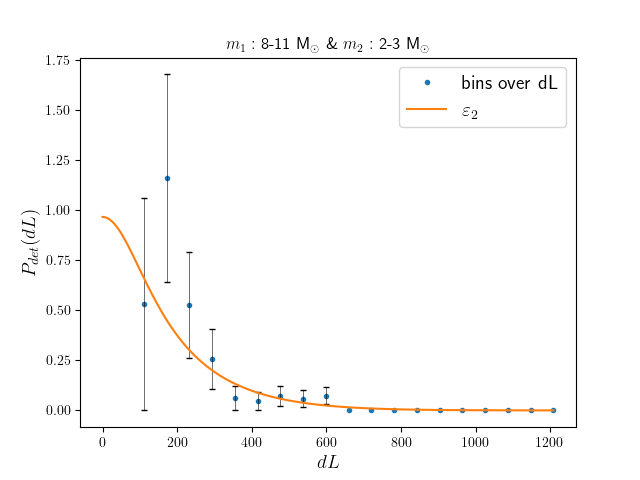 m₁ : 8-11 M⊙ & m₂ : 2-3 M⊙
bins over dL
ε₂
P_det(dL)
1.75
1.50
1.25
1.00
0.75
0.50
0.25
0.00
0 200 400 600 800 1000 1200
dL